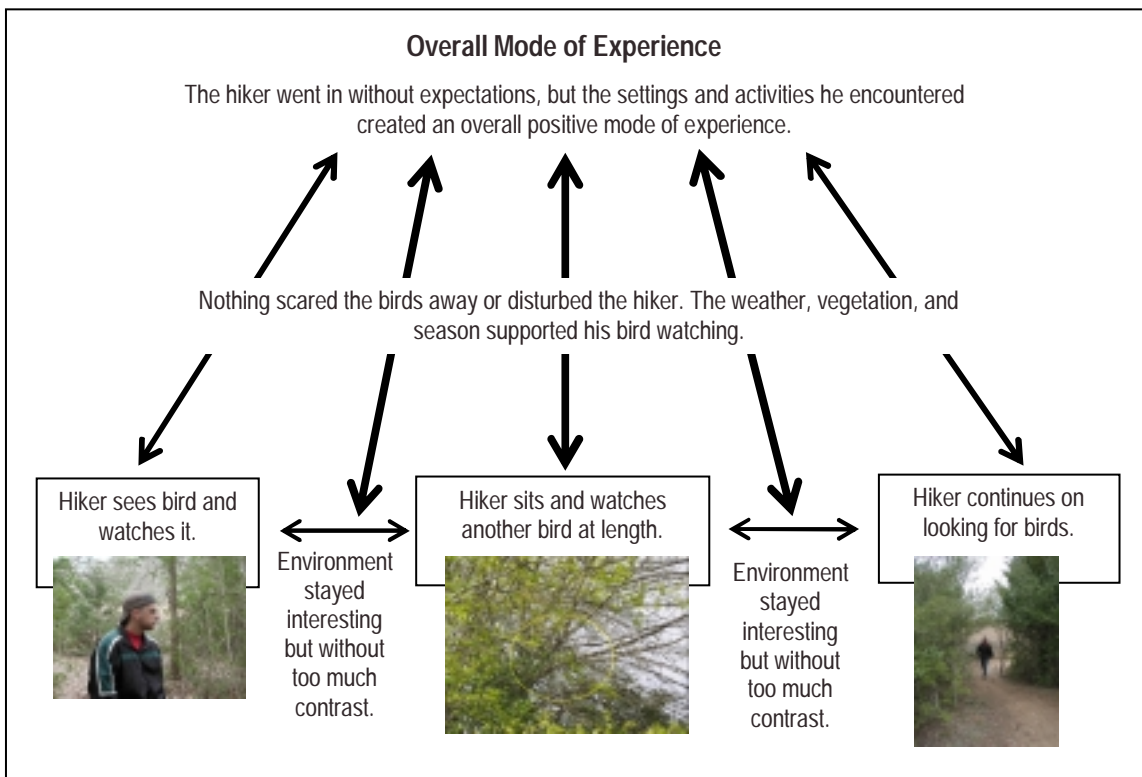 Overall Mode of Experience
The hiker went in without expectations, but the settings and activities he encountered
created an overall positive mode of experience.
Nothing scared the birds away or disturbed the hiker. The weather, vegetation, and
season supported his bird watching.
Hiker sees bird and
watches it.
Environment
stayed
interesting
but without
too much
contrast.
Hiker sits and watches
another bird at length.
Environment
stayed
interesting
but without
too much
contrast.
Hiker continues on
looking for birds.